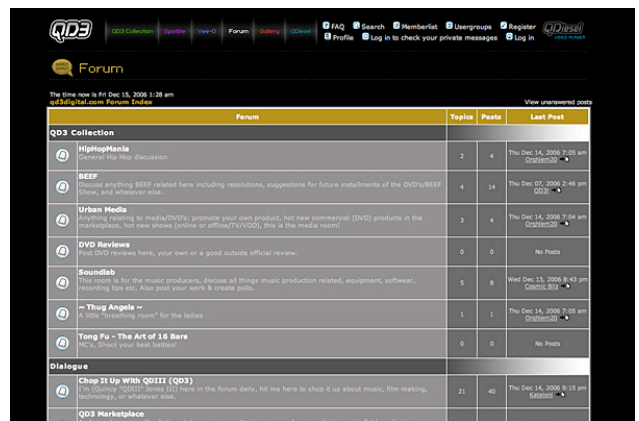 QD3
QD3 Collection Spottie Vee-O Forum Gallery QDiesel
FAQ Search Memberlist Usergroups Register
Profile Log in to check your private messages Log in
QDiesel
Forum
The time now is Fri Dec 15, 2006 1:28 am
qd3digital.com Forum Index View unanswered posts
Forum Topics Posts Last Post
QD3 Collection
HipHopMania
General Hip Hop discussion
2 4 Thu Dec 14, 2006 7:05 am
Orphiem20
BEEF
Discuss anything BEEF related here including resolutions, suggestions for future installments of the DVD's/BEEF
Show, and whatever else.
4 14 Thu Dec 07, 2006 2:46 pm
QD3!
Urban Media
Anything relating to media/DVD's: promote your own product, hot new commercial (DVD) products in the
marketplace, hot new shows (online or offline/TV/VOD), this is the media room!
3 4 Thu Dec 14, 2006 7:04 am
Orphiem20
DVD Reviews
Post DVD reviews here, your own or a good outside official review.
0 0 No Posts
Soundlab
This room is for the music producers, discuss all things music production related, equipment, softwear,
recording tips etc. Also post your work & create polls.
5 8 Wed Dec 13, 2006 8:43 pm
Cosmic Bliz
~ Thug Angels ~
A little "breathing room" for the ladies
1 1 Thu Dec 14, 2006 7:05 am
Orphiem20
Tong Fu - The Art of 16 Bars
MC's, Shoot your best battles!
0 0 No Posts
Dialogue
Chop It Up With QDIII (QD3)
I'm (Quincy "QDIII" Jones III) here in the forum daily, hit me here to chop it up about music, film making,
technology, or whatever else.
21 40 Thu Dec 14, 2006 9:15 pm
QD3 Marketplace